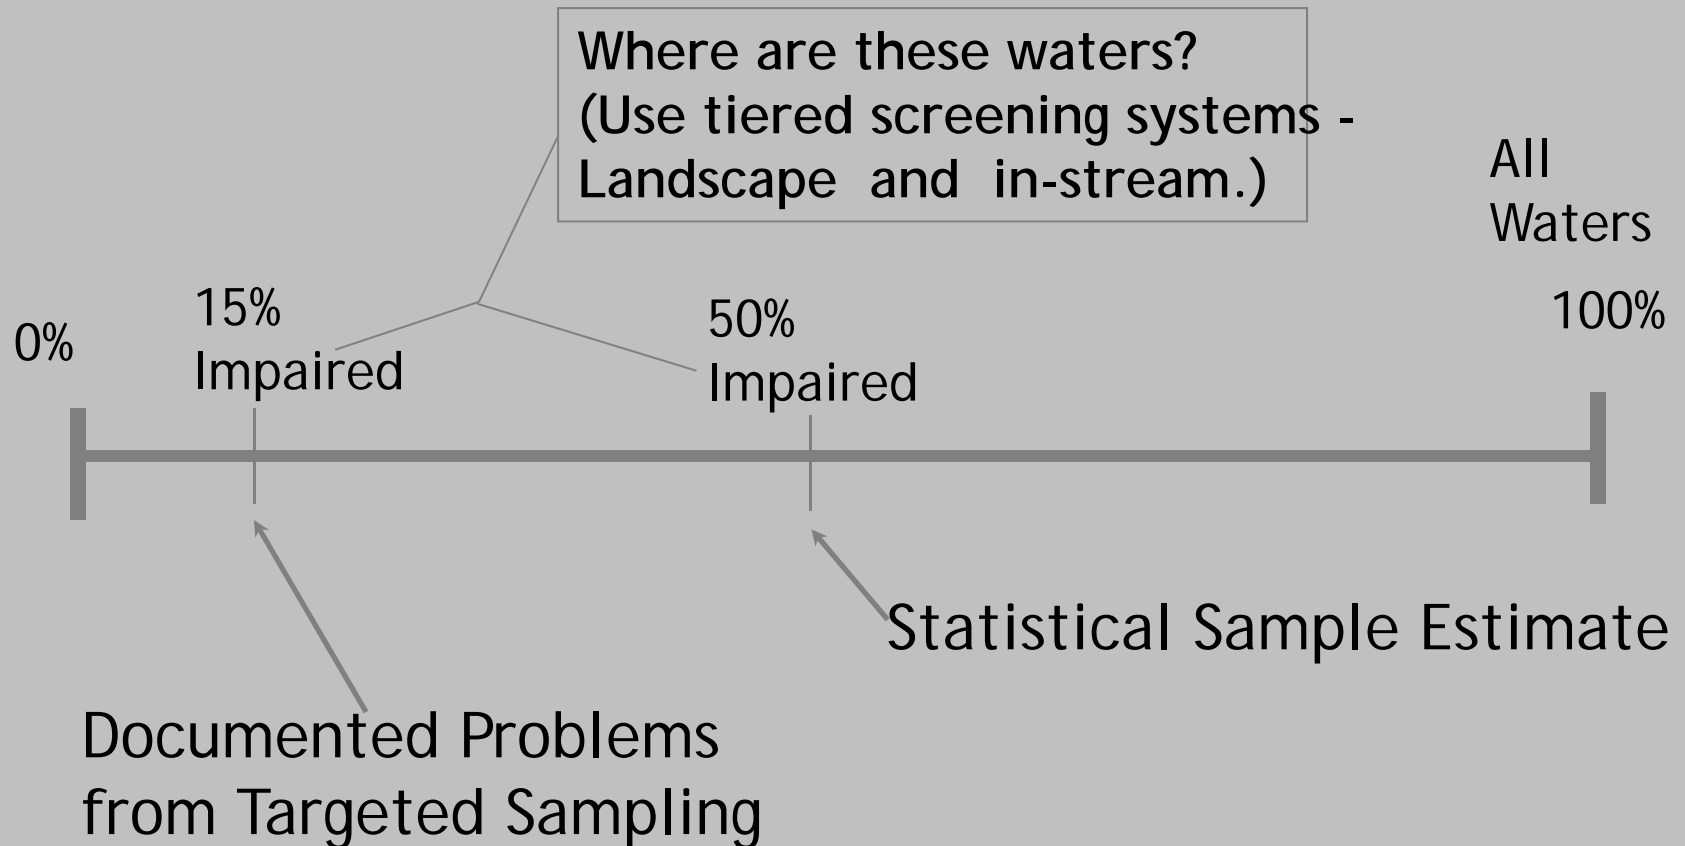 Where are these waters?
(Use tiered screening systems -
Landscape and in-stream.)
All
Waters
0%
15%
Impaired
50%
Impaired
100%
Statistical Sample Estimate
Documented Problems
from Targeted Sampling